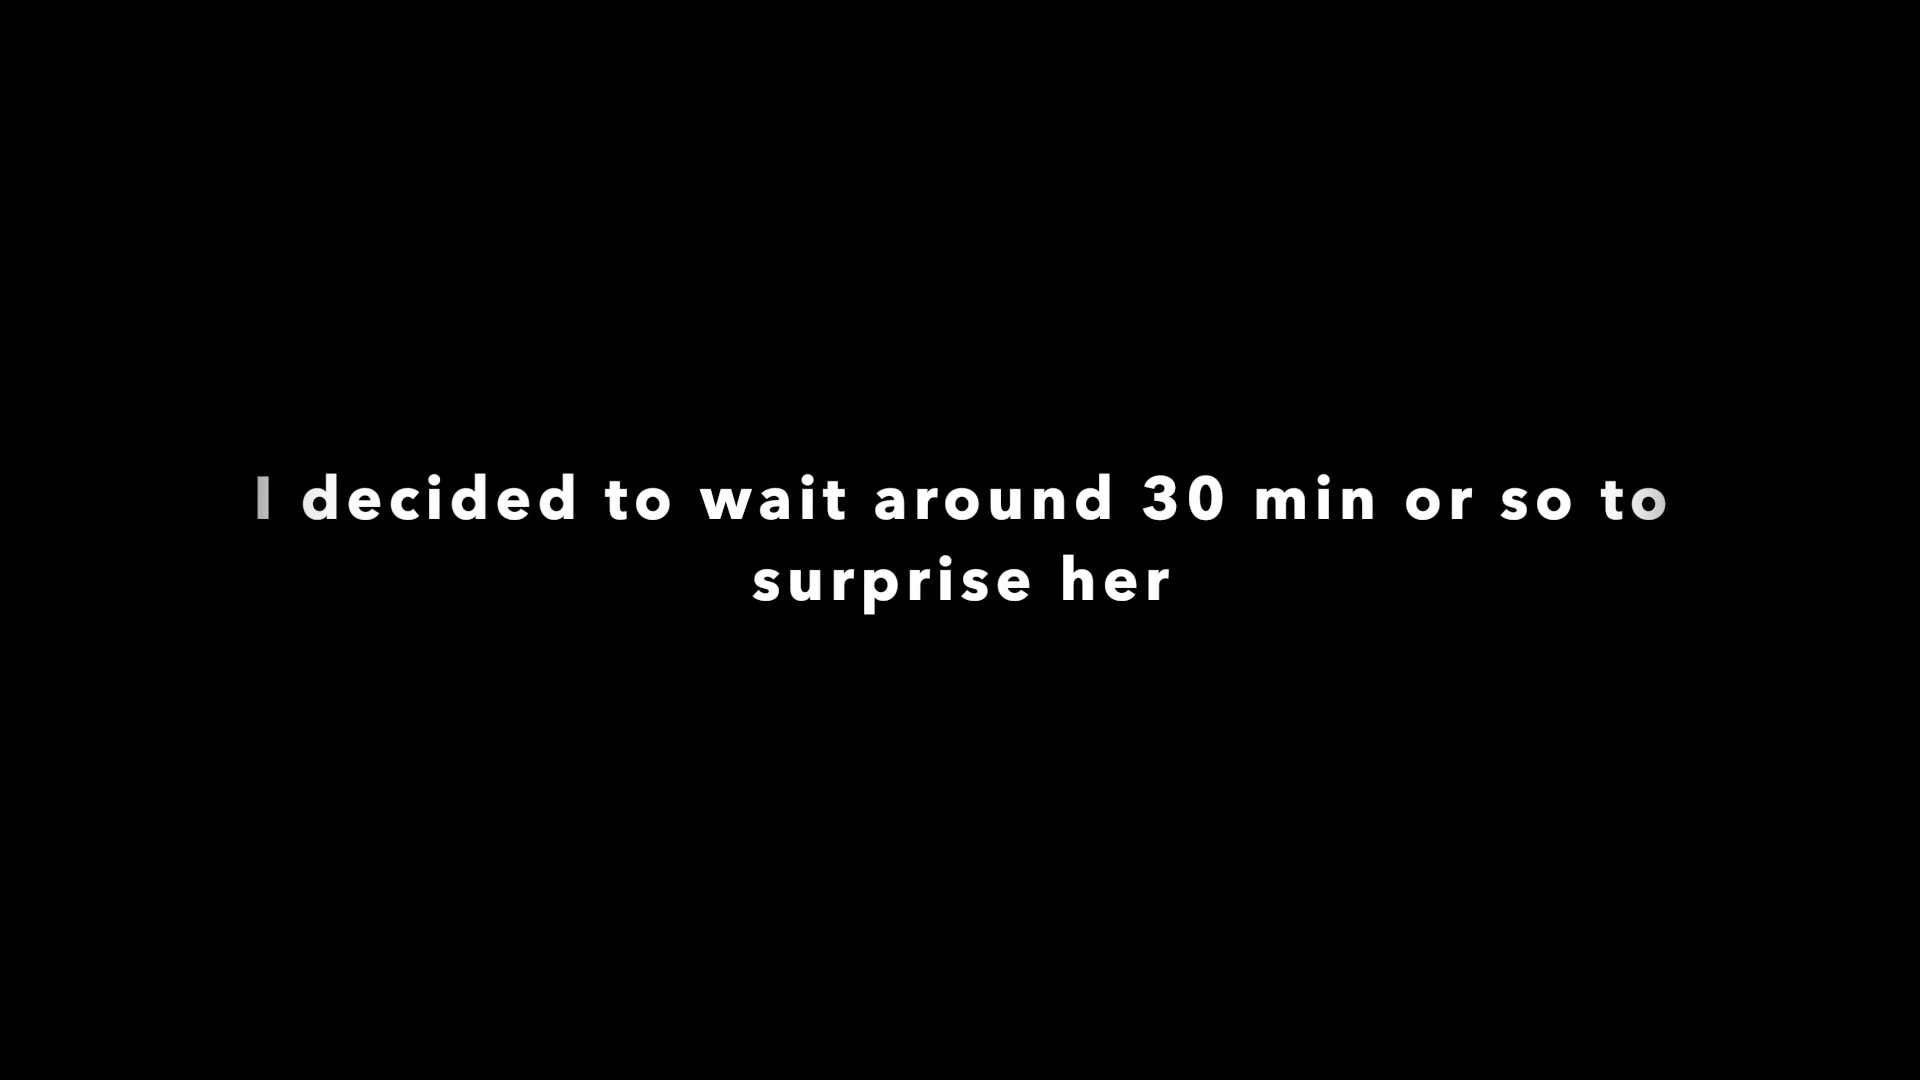 I decided to wait around 30 min or so to
surprise her